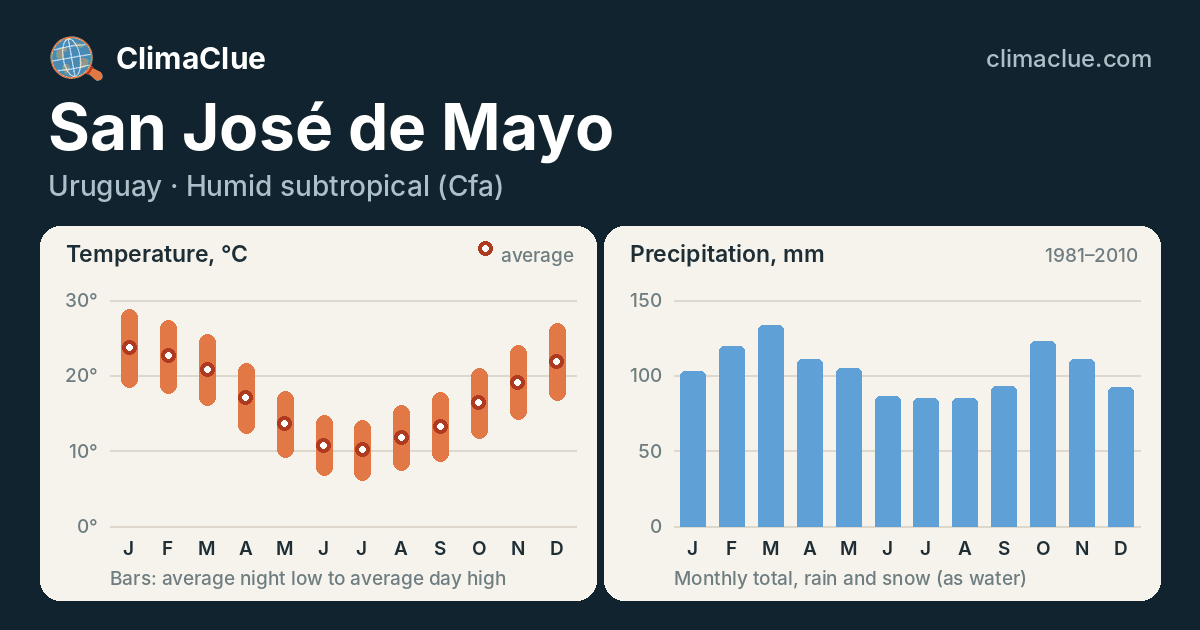 ClimaClue
climaclue.com
San José de Mayo
Uruguay · Humid subtropical (Cfa)
Temperature, °C
average
30°
20°
10°
0°
J F M A M J J A S O N D
Bars: average night low to average day high
Precipitation, mm
1981–2010
150
100
50
0
J F M A M J J A S O N D
Monthly total, rain and snow (as water)